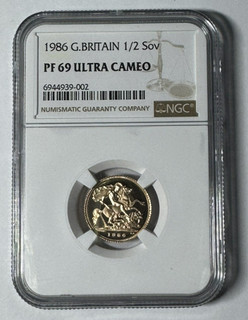 1986 G.BRITAIN 1/2 Sov
PF 69 ULTRA CAMEO
6944939-002
NUMISMATIC GUARANTY COMPANY
NGC
1986